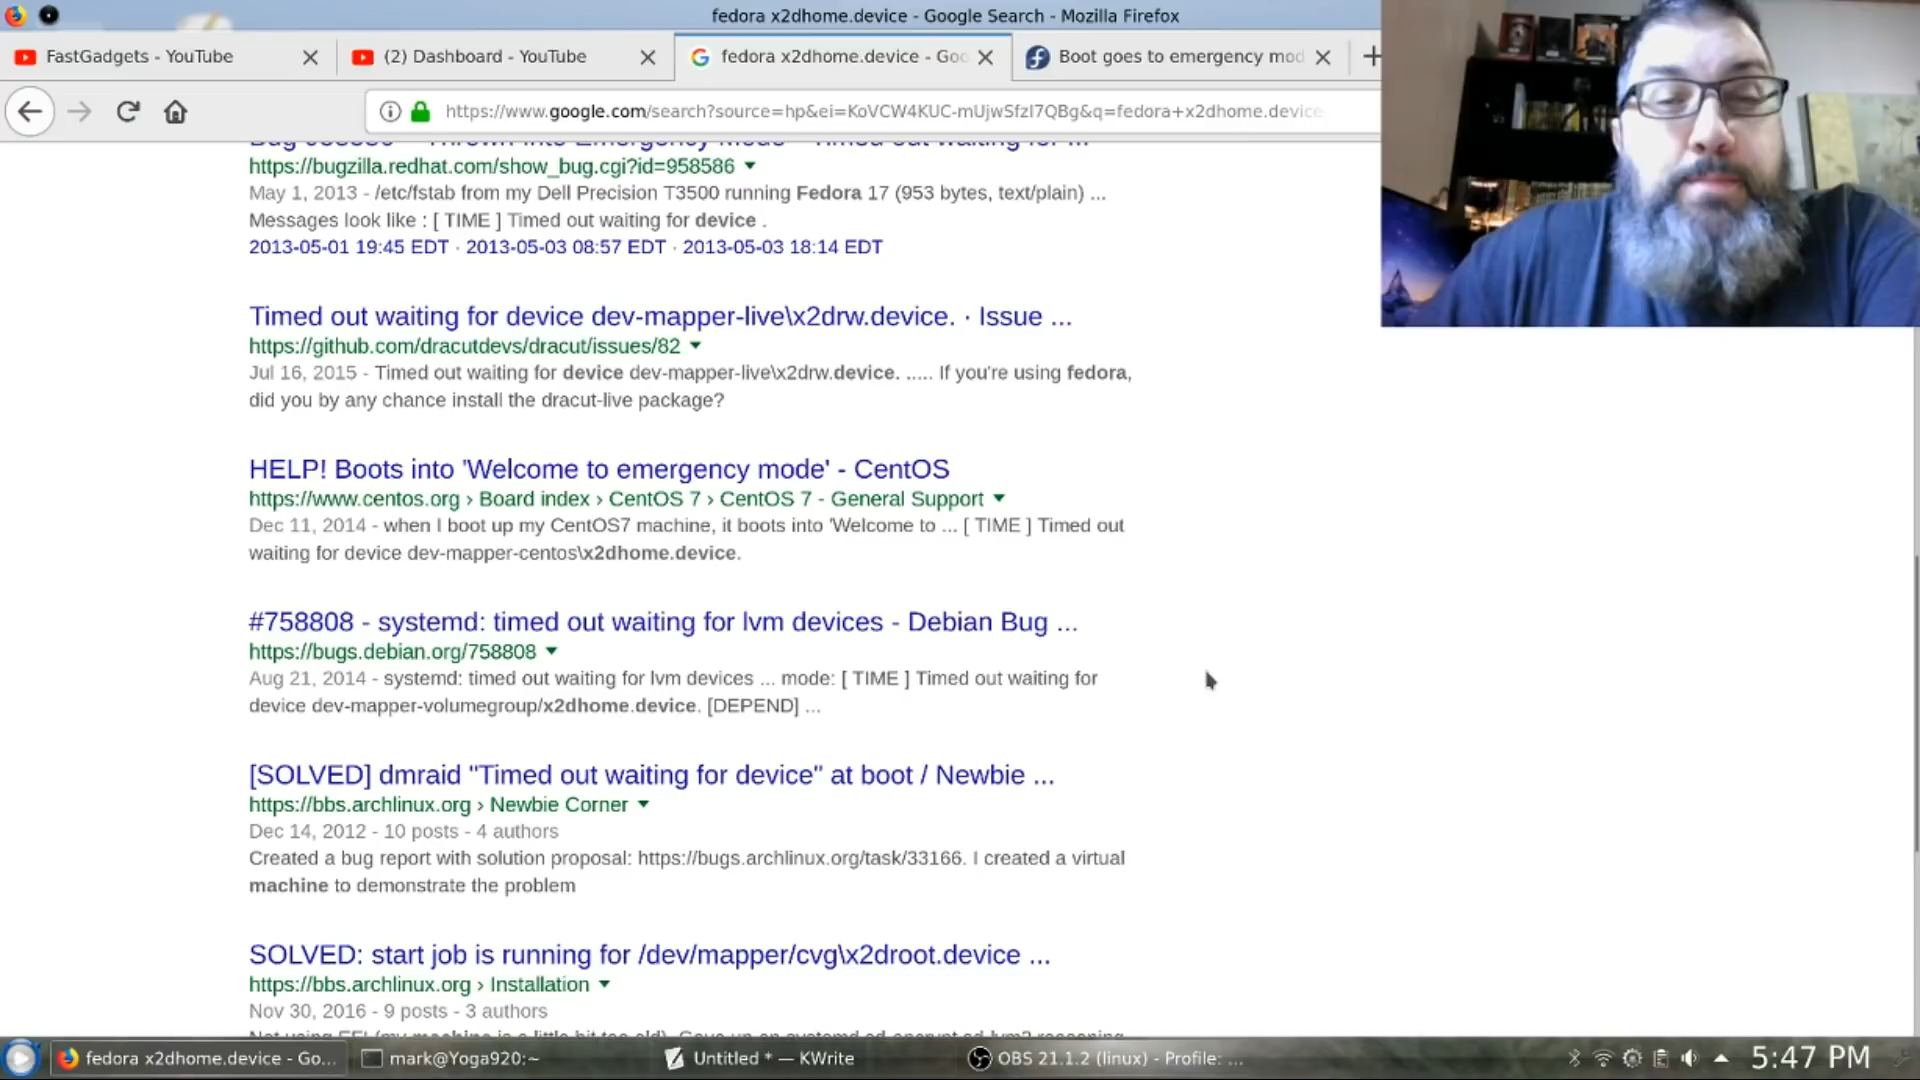 fedora x2dhome.device - Google Search - Mozilla Firefox
FastGadgets - YouTube
(2) Dashboard - YouTube
fedora x2dhome.device - Goo
Boot goes to emergency mod
https://www.google.com/search?source=hp&ei=KoVCW4KUC-mUjwSfzI7QBg&q=fedora+x2dhome.device
https://bugzilla.redhat.com/show_bug.cgi?id=958586
May 1, 2013 - /etc/fstab from my Dell Precision T3500 running Fedora 17 (953 bytes, text/plain) ...
Messages look like : [ TIME ] Timed out waiting for device .
2013-05-01 19:45 EDT · 2013-05-03 08:57 EDT · 2013-05-03 18:14 EDT
Timed out waiting for device dev-mapper-live\x2drw.device. · Issue ...
https://github.com/dracutdevs/dracut/issues/82
Jul 16, 2015 - Timed out waiting for device dev-mapper-live\x2drw.device. ..... If you're using fedora,
did you by any chance install the dracut-live package?
HELP! Boots into 'Welcome to emergency mode' - CentOS
https://www.centos.org › Board index › CentOS 7 › CentOS 7 - General Support
Dec 11, 2014 - when I boot up my CentOS7 machine, it boots into 'Welcome to ... [ TIME ] Timed out
waiting for device dev-mapper-centos\x2dhome.device.
#758808 - systemd: timed out waiting for lvm devices - Debian Bug ...
https://bugs.debian.org/758808
Aug 21, 2014 - systemd: timed out waiting for lvm devices ... mode: [ TIME ] Timed out waiting for
device dev-mapper-volumegroup/x2dhome.device. [DEPEND] ...
[SOLVED] dmraid "Timed out waiting for device" at boot / Newbie ...
https://bbs.archlinux.org › Newbie Corner
Dec 14, 2012 - 10 posts - 4 authors
Created a bug report with solution proposal: https://bugs.archlinux.org/task/33166. I created a virtual
machine to demonstrate the problem
SOLVED: start job is running for /dev/mapper/cvg\x2droot.device ...
https://bbs.archlinux.org › Installation
Nov 30, 2016 - 9 posts - 3 authors
fedora x2dhome.device - Go...
mark@Yoga920:~
Untitled * — KWrite
OBS 21.1.2 (linux) - Profile: ...
5:47 PM